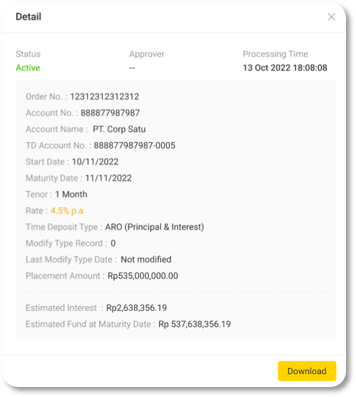 Detail
Status
Approver
Processing Time
Active
--
13 Oct 2022 18:08:08
Order No. : 12312312312312
Account No. : 888877987987
Account Name : PT. Corp Satu
TD Account No. : 888877987987-0005
Start Date : 10/11/2022
Maturity Date : 11/11/2022
Tenor : 1 Month
Rate : 4.5% p.a
Time Deposit Type : ARO (Principal & Interest)
Modify Type Record : 0
Last Modify Type Date : Not modified
Placement Amount : Rp535,000,000.00
Estimated Interest : Rp2,638,356.19
Estimated Fund at Maturity Date : Rp 537,638,356.19
Download